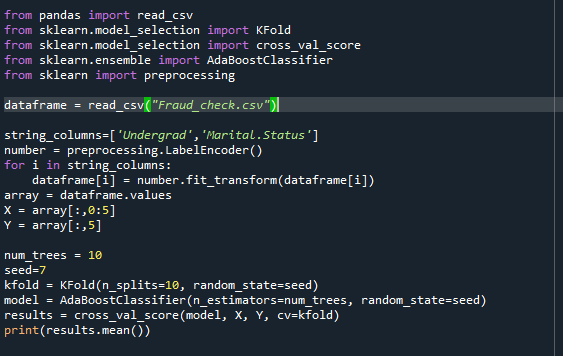 from pandas import read_csv
from sklearn.model_selection import KFold
from sklearn.model_selection import cross_val_score
from sklearn.ensemble import AdaBoostClassifier
from sklearn import preprocessing
dataframe = read_csv("Fraud_check.csv")
string_columns=['Undergrad','Marital.Status']
number = preprocessing.LabelEncoder()
for i in string_columns:
    dataframe[i] = number.fit_transform(dataframe[i])
array = dataframe.values
X = array[:,0:5]
Y = array[:,5]
num_trees = 10
seed=7
kfold = KFold(n_splits=10, random_state=seed)
model = AdaBoostClassifier(n_estimators=num_trees, random_state=seed)
results = cross_val_score(model, X, Y, cv=kfold)
print(results.mean())